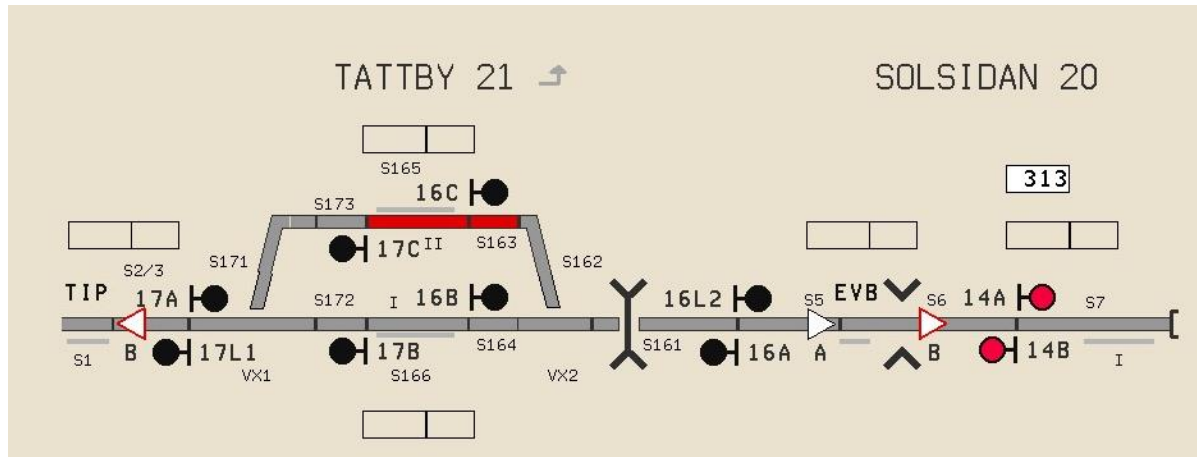 TATTBY 21
SOLSIDAN 20
S165
16C
313
S173
17C II
S163
S171
S162
S2/3
TIP
17A
S172
I
16B
16L2
S5
EVB
S6
14A
S7
S1
B
17L1
17B
S164
S161
16A
A
B
14B
I
VX1
S166
VX2